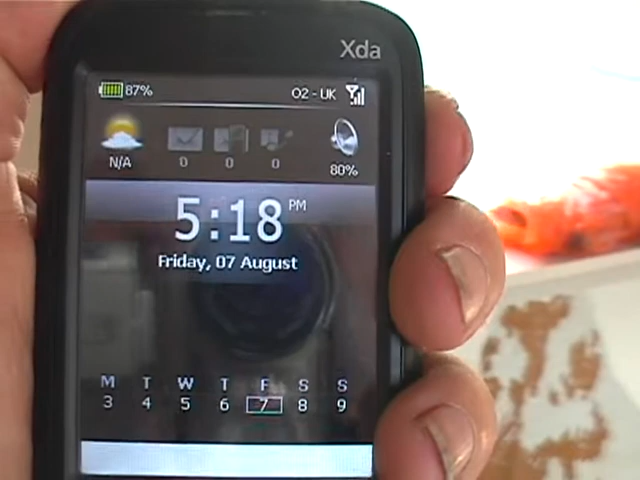 Xda
87% O2 - UK
N/A 0 0 0 80%
5:18 PM
Friday, 07 August
M T W T F S S
3 4 5 6 7 8 9